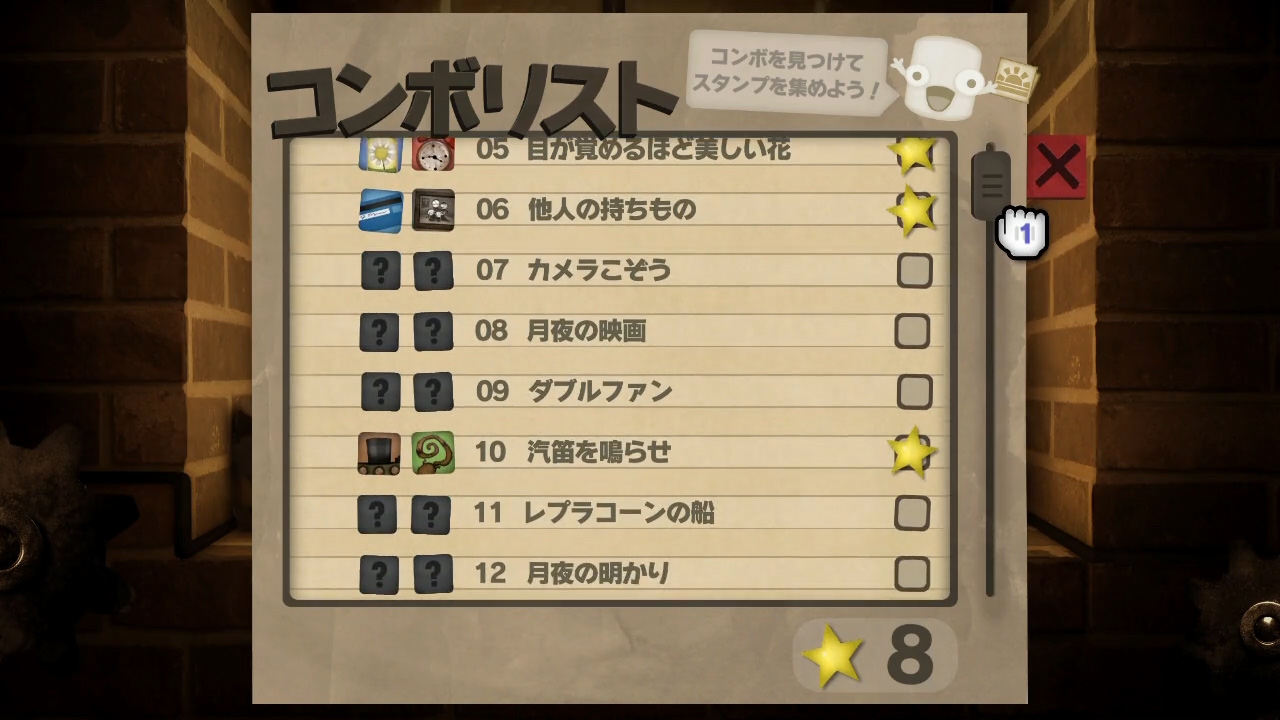 コンボを見つけて
スタンプを集めよう!
コンボリスト
05 目が覚めるほど美しい花
06 他人の持ちもの
? ? 07 カメラこぞう
? ? 08 月夜の映画
? ? 09 ダブルファン
10 汽笛を鳴らせ
? ? 11 レプラコーンの船
? ? 12 月夜の明かり
1
8